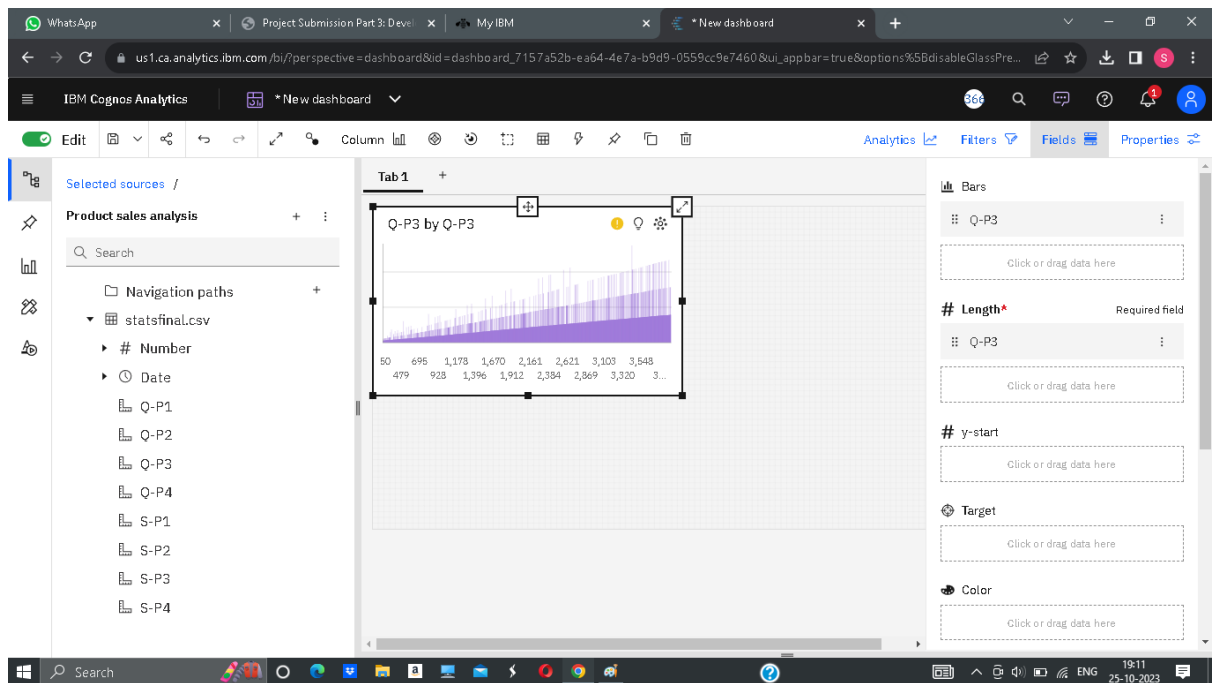 WhatsApp
Project Submission Part 3: Devel
My IBM
* New dashboard
us1.ca.analytics.ibm.com/bi/?perspective=dashboard&id=dashboard_7157a52b-ea64-4e7a-b9d9-0559cc9e7460&ui_appbar=true&options%5BdisableGlassPre...
S
IBM Cognos Analytics
* New dashboard
366
1
Edit
Column
Analytics
Filters
Fields
Properties
Selected sources /
Product sales analysis
Search
Navigation paths
statsfinal.csv
# Number
Date
Q-P1
Q-P2
Q-P3
Q-P4
S-P1
S-P2
S-P3
S-P4
Tab 1
Q-P3 by Q-P3
50 695 1,178 1,670 2,161 2,621 3,103 3,548
479 928 1,396 1,912 2,384 2,869 3,320 3...
Bars
Q-P3
Click or drag data here
# Length* Required field
Q-P3
Click or drag data here
# y-start
Click or drag data here
Target
Click or drag data here
Color
Click or drag data here
Search
ENG
19:11
25-10-2023